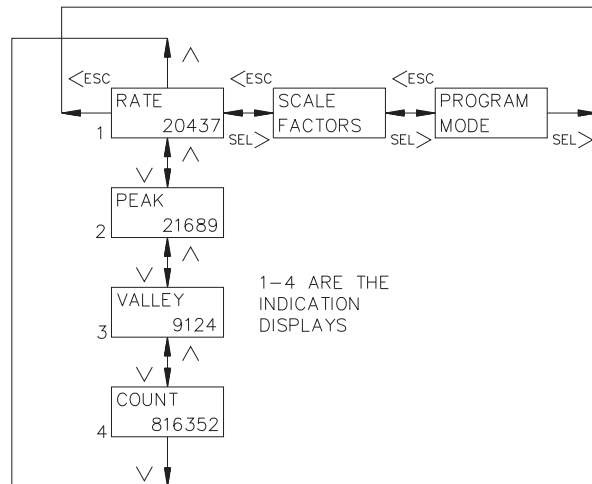 <ESC
<ESC
<ESC
RATE
20437
1
SEL>
SCALE
FACTORS
SEL>
PROGRAM
MODE
SEL>
PEAK
21689
2
VALLEY
9124
3
1-4 ARE THE
INDICATION
DISPLAYS
COUNT
816352
4